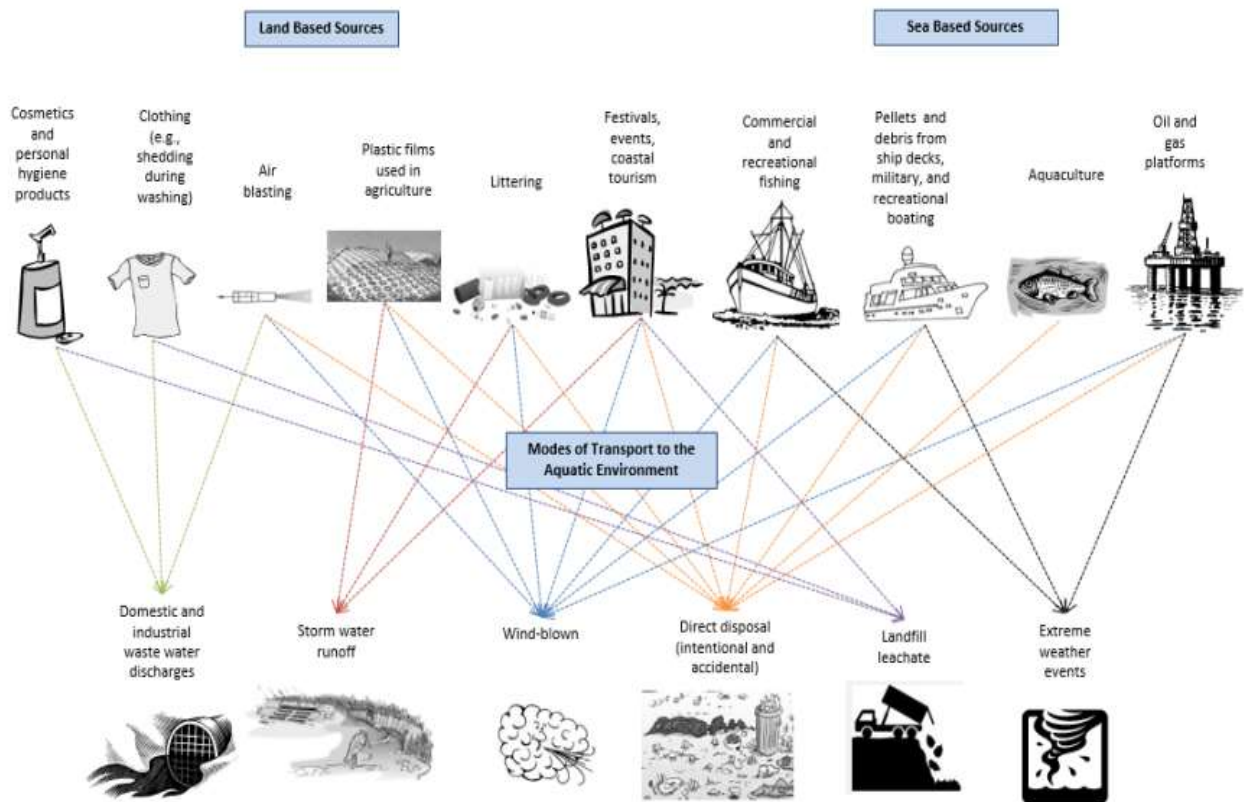 Land Based Sources
Sea Based Sources
Cosmetics
and
personal
hygiene
products
Clothing
(e.g.,
shedding
during
washing)
Air
blasting
Plastic films
used in
agriculture
Littering
Festivals,
events,
coastal
tourism
Commercial
and
recreational
fishing
Pellets and
debris from
ship decks,
military, and
recreational
boating
Aquaculture
Oil and
gas
platforms
Modes of Transport to the
Aquatic Environment
Domestic and
industrial
waste water
discharges
Storm water
runoff
Wind-blown
Direct disposal
(intentional and
accidental)
Landfill
leachate
Extreme
weather
events